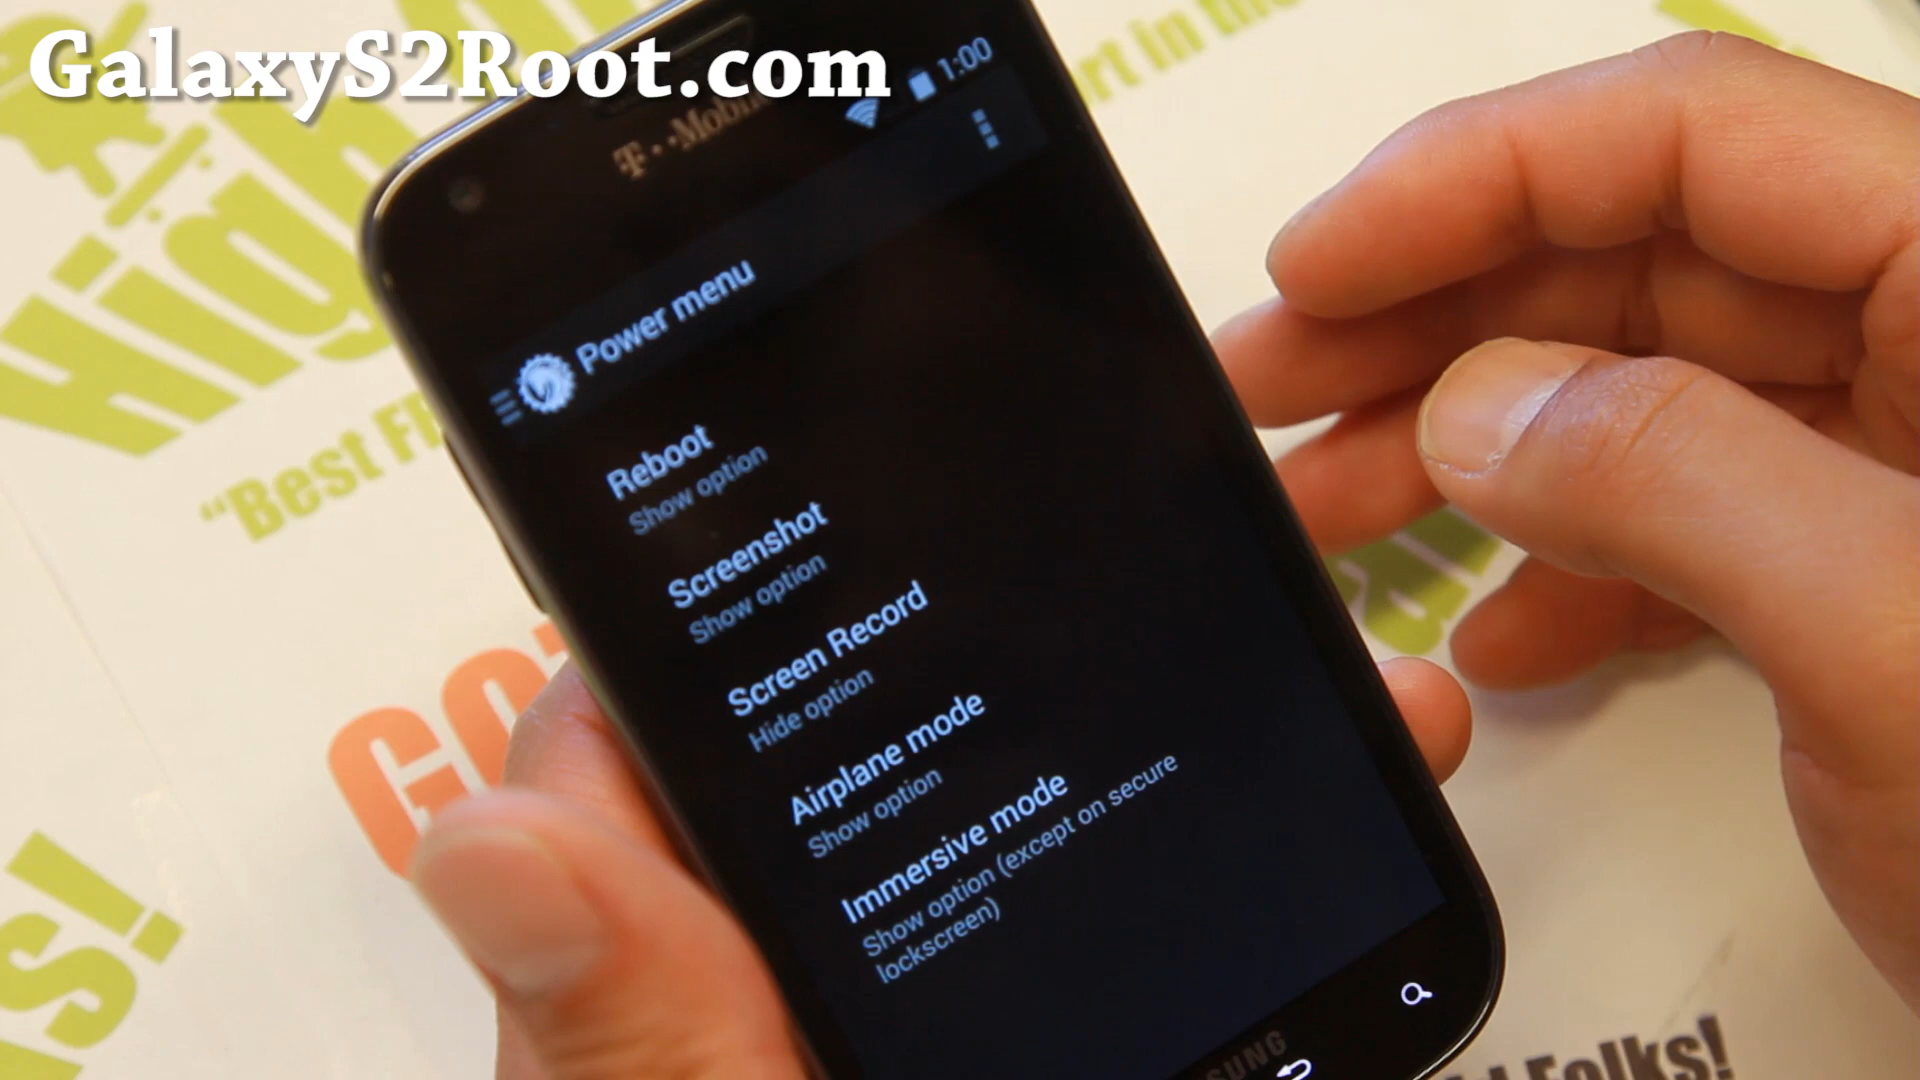 GalaxyS2Root.com
T··Mobile
1:00
Power menu
Reboot
Show option
Screenshot
Show option
Screen Record
Hide option
Airplane mode
Show option
Immersive mode
Show option (except on secure
lockscreen)
"Best
Folks!